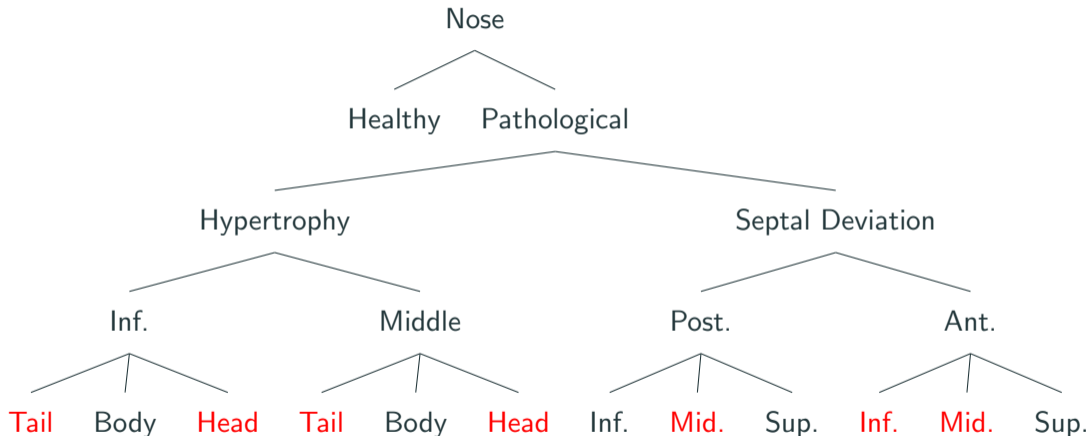 Nose
Healthy Pathological
Hypertrophy Septal Deviation
Inf. Middle Post. Ant.
Tail Body Head Tail Body Head Inf. Mid. Sup. Inf. Mid. Sup.